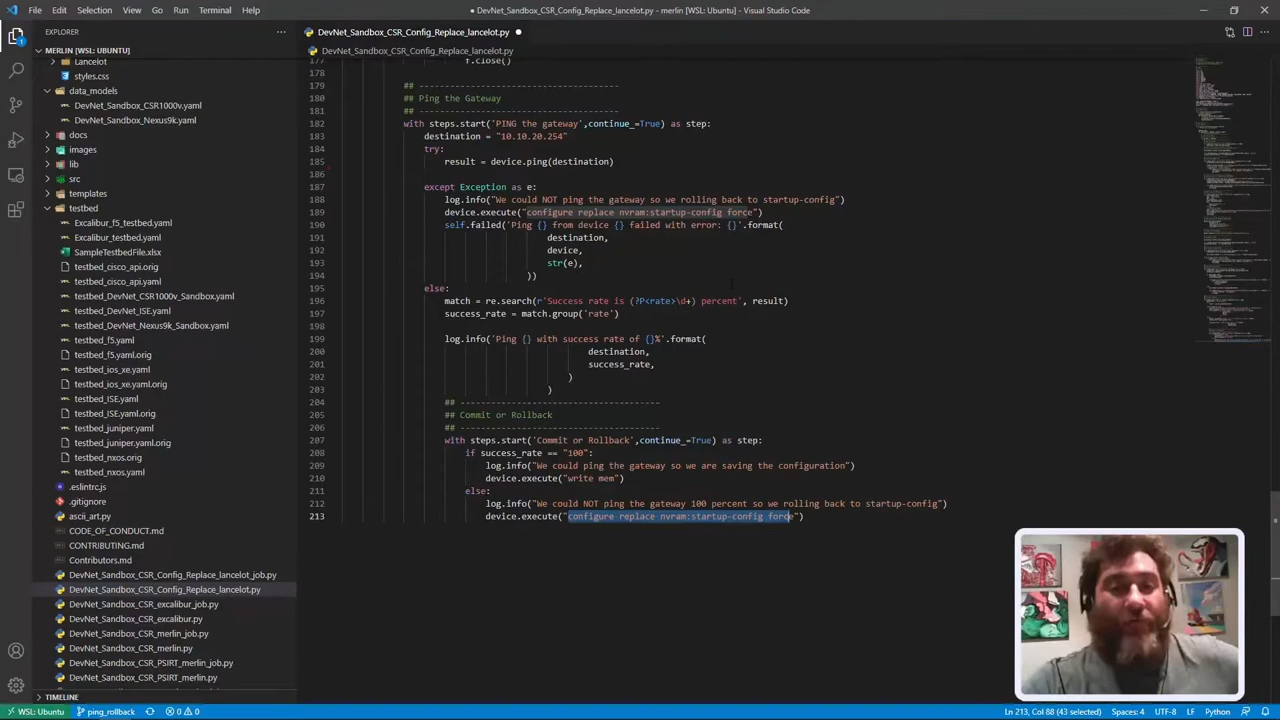 File Edit Selection View Go Run Terminal Help
● DevNet_Sandbox_CSR_Config_Replace_lancelot.py - merlin [WSL: Ubuntu] - Visual Studio Code
EXPLORER
MERLIN [WSL: UBUNTU]
Lancelot
styles.css
data_models
DevNet_Sandbox_CSR1000v.yaml
DevNet_Sandbox_Nexus9k.yaml
docs
images
lib
src
templates
testbed
Excalibur_f5_testbed.yaml
Excalibur_testbed.yaml
SampleTestbedFile.xlsx
testbed_cisco_api.orig
testbed_cisco_api.yaml
testbed_DevNet_CSR1000v_Sandbox.yaml
testbed_DevNet_ISE.yaml
testbed_DevNet_Nexus9k_Sandbox.yaml
testbed_f5.yaml
testbed_f5.yaml.orig
testbed_ios_xe.yaml
testbed_ios_xe.yaml.orig
testbed_ISE.yaml
testbed_ISE.yaml.orig
testbed_juniper.yaml
testbed_juniper.yaml.orig
testbed_nxos.orig
testbed_nxos.yaml
.eslintrc.js
.gitignore
ascii_art.py
CODE_OF_CONDUCT.md
CONTRIBUTING.md
Contributors.md
DevNet_Sandbox_CSR_Config_Replace_lancelot_job.py
DevNet_Sandbox_CSR_Config_Replace_lancelot.py
DevNet_Sandbox_CSR_excalibur_job.py
DevNet_Sandbox_CSR_excalibur.py
DevNet_Sandbox_CSR_merlin_job.py
DevNet_Sandbox_CSR_merlin.py
DevNet_Sandbox_CSR_PSIRT_merlin_job.py
DevNet_Sandbox_CSR_PSIRT_merlin.py
TIMELINE
DevNet_Sandbox_CSR_Config_Replace_lancelot.py ●
DevNet_Sandbox_CSR_Config_Replace_lancelot.py
177 f.close()
178
179 ## ---------------------------------------
180 ## Ping the Gateway
181 ## ---------------------------------------
182 with steps.start('PING the gateway',continue_=True) as step:
183 destination = "10.10.20.254"
184 try:
185 result = device.ping(destination)
186
187 except Exception as e:
188 log.info("We could NOT ping the gateway so we rolling back to startup-config")
189 device.execute("configure replace nvram:startup-config force")
190 self.failed('Ping {} from device {} failed with error: {}'.format(
191 destination,
192 device,
193 str(e),
194 ))
195 else:
196 match = re.search(r'Success rate is (?P<rate>\d+) percent', result)
197 success_rate = match.group('rate')
198
199 log.info('Ping {} with success rate of {}%'.format(
200 destination,
201 success_rate,
202 )
203 )
204 ## ---------------------------------------
205 ## Commit or Rollback
206 ## ---------------------------------------
207 with steps.start('Commit or Rollback',continue_=True) as step:
208 if success_rate == "100":
209 log.info("We could ping the gateway so we are saving the configuration")
210 device.execute("write mem")
211 else:
212 log.info("We could NOT ping the gateway 100 percent so we rolling back to startup-config")
213 device.execute("configure replace nvram:startup-config force")
WSL: Ubuntu ping_rollback 0 0 Ln 213, Col 88 (43 selected) Spaces: 4 UTF-8 LF Python